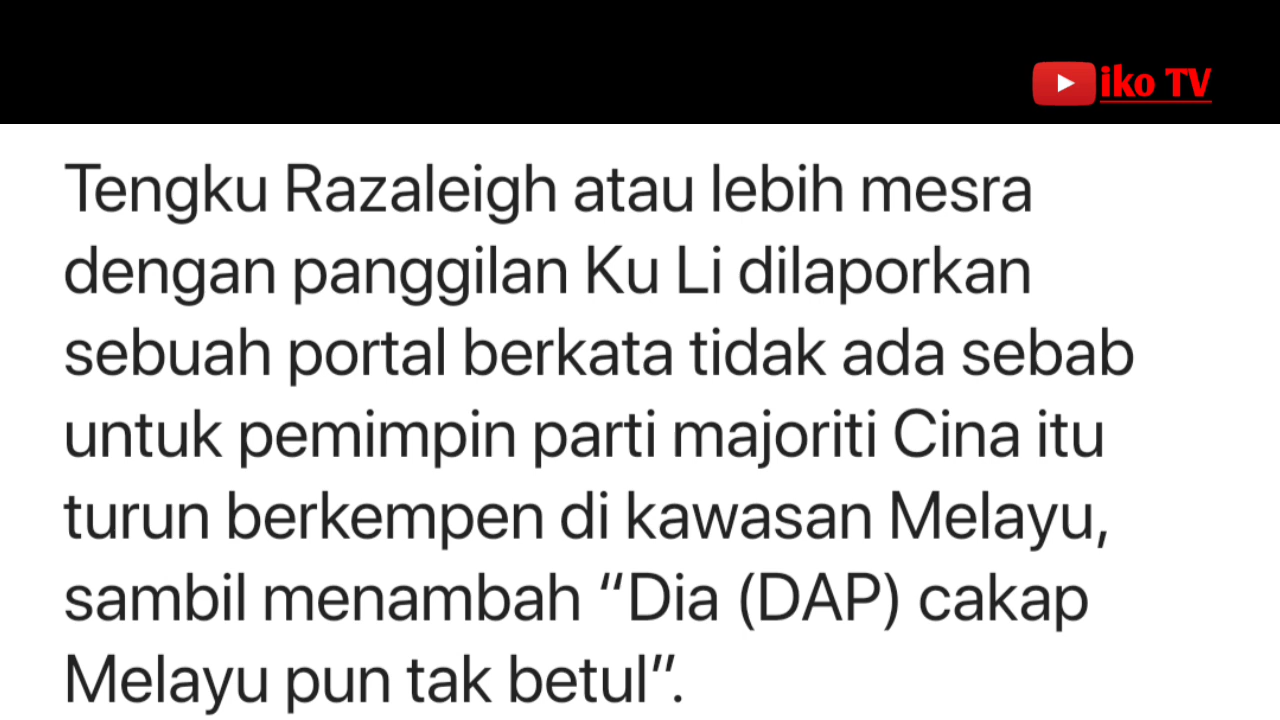 iko TV
Tengku Razaleigh atau lebih mesra
dengan panggilan Ku Li dilaporkan
sebuah portal berkata tidak ada sebab
untuk pemimpin parti majoriti Cina itu
turun berkempen di kawasan Melayu,
sambil menambah “Dia (DAP) cakap
Melayu pun tak betul”.